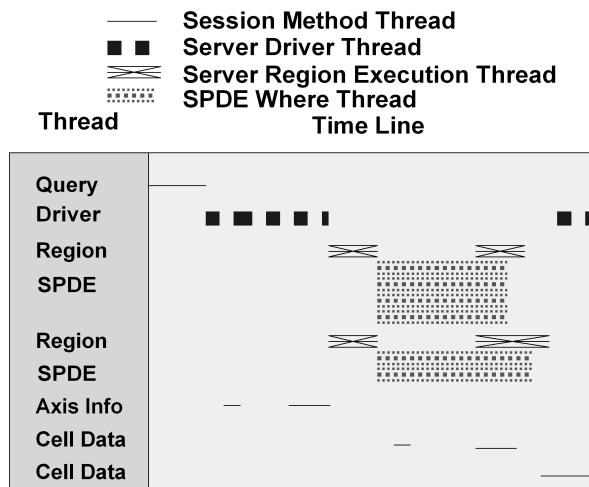 Session Method Thread
Server Driver Thread
Server Region Execution Thread
SPDE Where Thread
Thread Time Line
Query
Driver
Region
SPDE
Region
SPDE
Axis Info
Cell Data
Cell Data